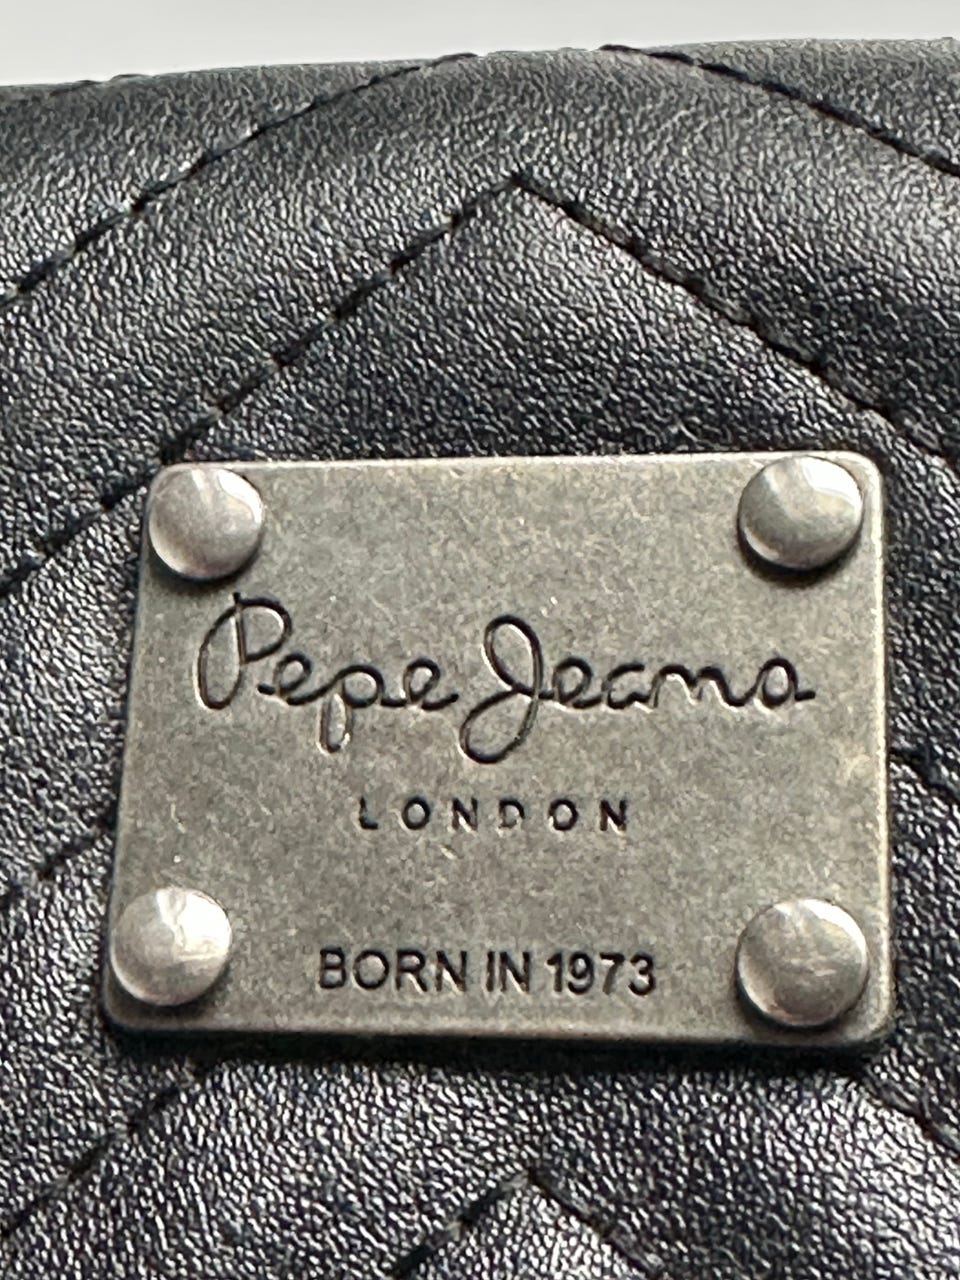 Pepe Jeans
LONDON
BORN IN 1973